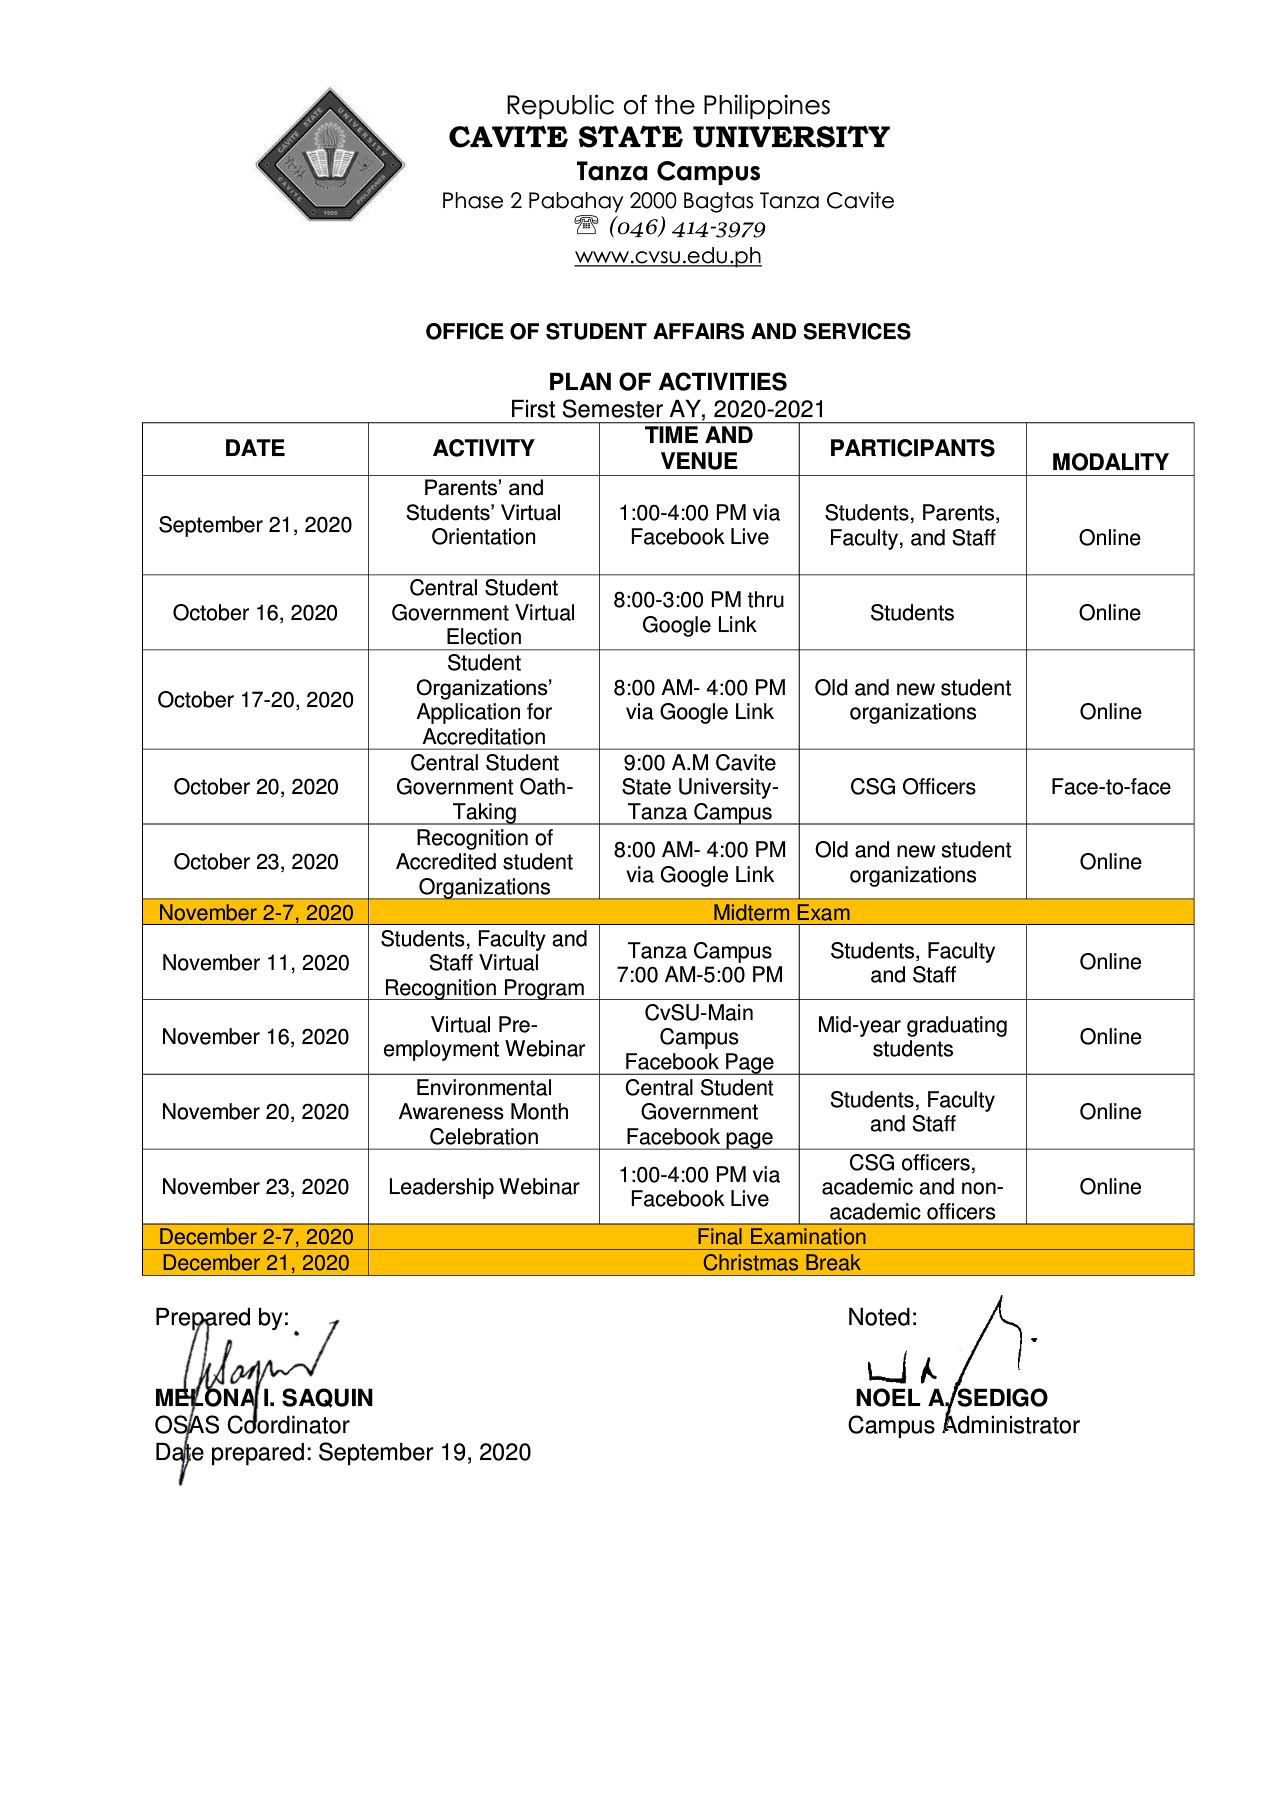 Republic of the Philippines
CAVITE STATE UNIVERSITY
Tanza Campus
Phase 2 Pabahay 2000 Bagtas Tanza Cavite
☏ (046) 414-3979
www.cvsu.edu.ph
CAVITE STATE UNIVERSITY
CAVITE PHILIPPINES
1906
OFFICE OF STUDENT AFFAIRS AND SERVICES
PLAN OF ACTIVITIES
First Semester AY, 2020-2021
DATE
ACTIVITY
TIME AND
VENUE
PARTICIPANTS
MODALITY
September 21, 2020
Parents’ and
Students’ Virtual
Orientation
1:00-4:00 PM via
Facebook Live
Students, Parents,
Faculty, and Staff
Online
October 16, 2020
Central Student
Government Virtual
Election
8:00-3:00 PM thru
Google Link
Students
Online
October 17-20, 2020
Student
Organizations’
Application for
Accreditation
8:00 AM- 4:00 PM
via Google Link
Old and new student
organizations
Online
October 20, 2020
Central Student
Government Oath-
Taking
9:00 A.M Cavite
State University-
Tanza Campus
CSG Officers
Face-to-face
October 23, 2020
Recognition of
Accredited student
Organizations
8:00 AM- 4:00 PM
via Google Link
Old and new student
organizations
Online
November 2-7, 2020
Midterm Exam
November 11, 2020
Students, Faculty and
Staff Virtual
Recognition Program
Tanza Campus
7:00 AM-5:00 PM
Students, Faculty
and Staff
Online
November 16, 2020
Virtual Pre-
employment Webinar
CvSU-Main
Campus
Facebook Page
Mid-year graduating
students
Online
November 20, 2020
Environmental
Awareness Month
Celebration
Central Student
Government
Facebook page
Students, Faculty
and Staff
Online
November 23, 2020
Leadership Webinar
1:00-4:00 PM via
Facebook Live
CSG officers,
academic and non-
academic officers
Online
December 2-7, 2020
Final Examination
December 21, 2020
Christmas Break
Prepared by:
MELONA I. SAQUIN
OSAS Coordinator
Date prepared: September 19, 2020
Noted:
NOEL A. SEDIGO
Campus Administrator